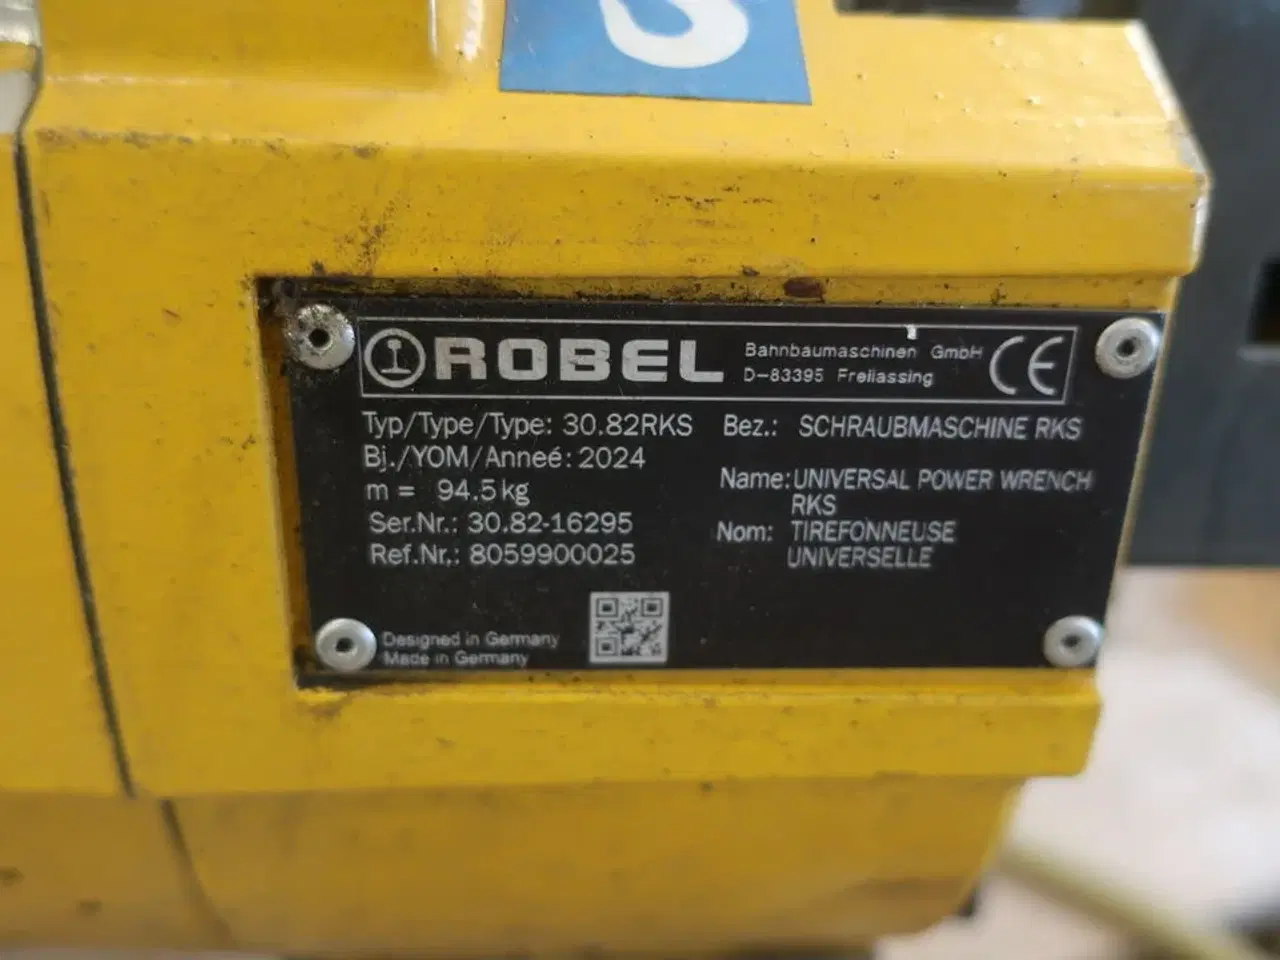 ROBEL Bahnbaumaschinen GmbH
D-83395 Freilassing CE
Typ/Type/Type: 30.82RKS Bez.: SCHRAUBMASCHINE RKS
Bj./YOM/Anneé: 2024
m = 94.5 kg
Ser.Nr.: 30.82-16295
Ref.Nr.: 8059900025
Name: UNIVERSAL POWER WRENCH
RKS
Nom: TIREFONNEUSE
UNIVERSELLE
Designed in Germany
Made in Germany